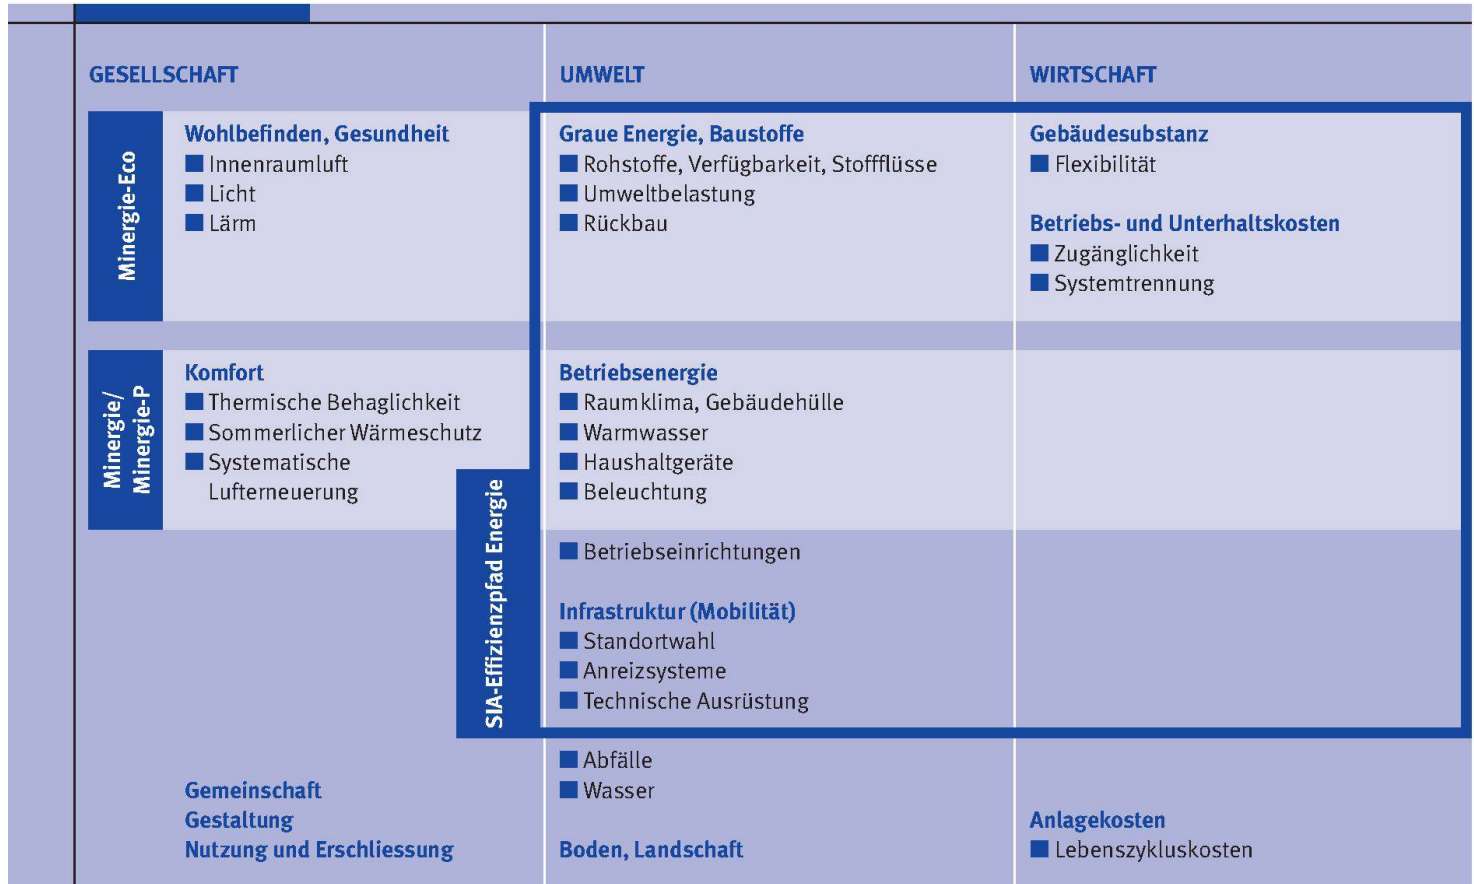 GESELLSCHAFT
UMWELT
WIRTSCHAFT
Minergie-Eco
Wohlbefinden, Gesundheit
Innenraumluft
Licht
Lärm
Graue Energie, Baustoffe
Rohstoffe, Verfügbarkeit, Stoffflüsse
Umweltbelastung
Rückbau
Gebäudesubstanz
Flexibilität
Betriebs- und Unterhaltskosten
Zugänglichkeit
Systemtrennung
Minergie/
Minergie-P
Komfort
Thermische Behaglichkeit
Sommerlicher Wärmeschutz
Systematische
Lufterneuerung
Betriebsenergie
Raumklima, Gebäudehülle
Warmwasser
Haushaltgeräte
Beleuchtung
SIA-Effizienzpfad Energie
Betriebseinrichtungen
Infrastruktur (Mobilität)
Standortwahl
Anreizsysteme
Technische Ausrüstung
Abfälle
Wasser
Gemeinschaft
Gestaltung
Nutzung und Erschliessung
Boden, Landschaft
Anlagekosten
Lebenszykluskosten